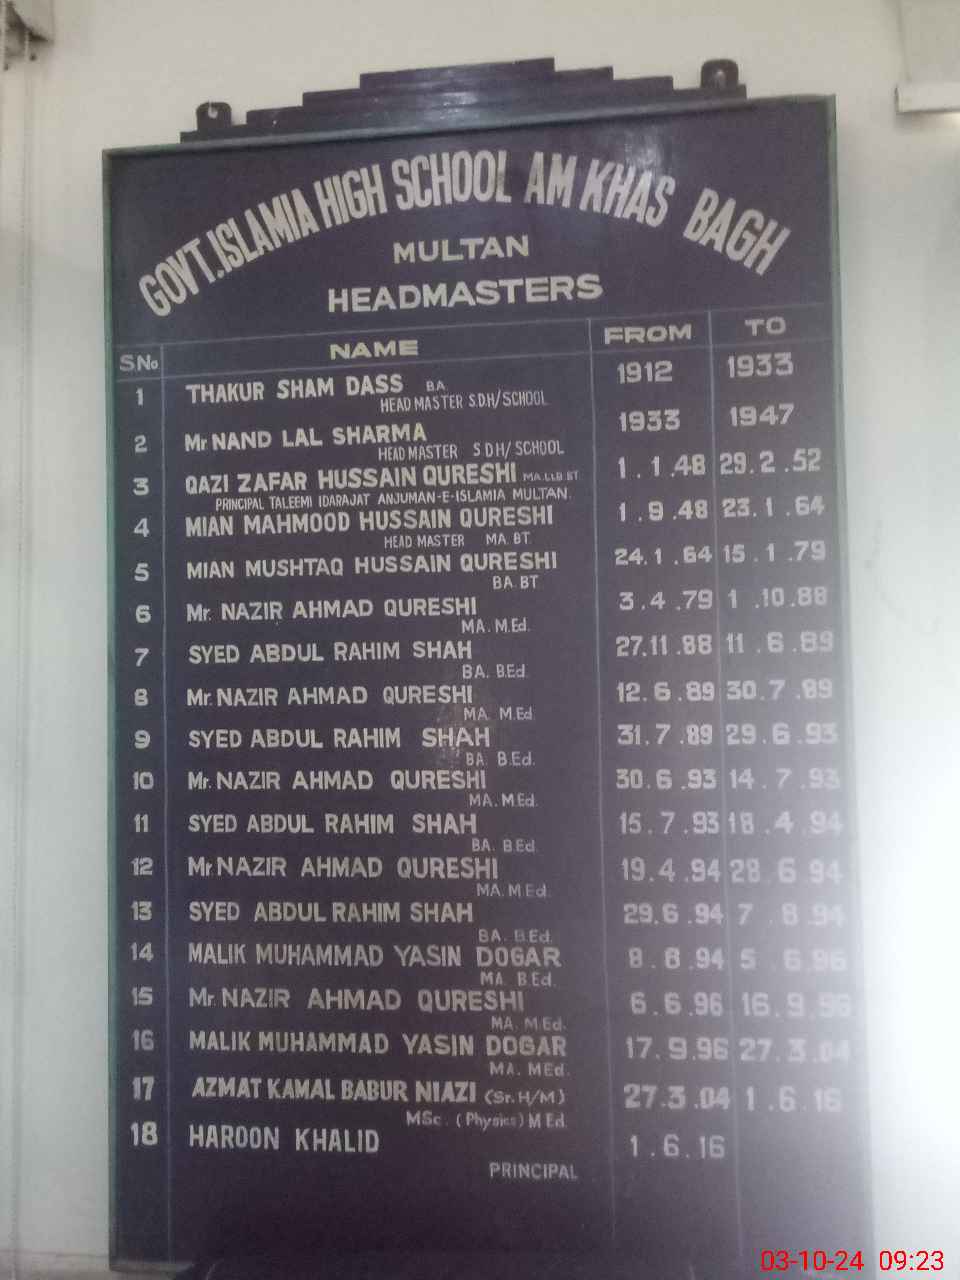 GOVT. ISLAMIA HIGH SCHOOL AM KHAS BAGH
MULTAN
HEADMASTERS
S.No NAME FROM TO
1 THAKUR SHAM DASS B.A. 1912 1933
HEAD MASTER S.D.H/SCHOOL
2 Mr NAND LAL SHARMA 1933 1947
HEAD MASTER S D H/ SCHOOL
3 QAZI ZAFAR HUSSAIN QURESHI M.A.LLB.BT 1.1.48 29.2.52
PRINCIPAL TALEEMI IDARAJAT ANJUMAN-E-ISLAMIA MULTAN.
4 MIAN MAHMOOD HUSSAIN QURESHI 1.9.48 23.1.64
HEAD MASTER MA. BT
5 MIAN MUSHTAQ HUSSAIN QURESHI 24.1.64 15.1.79
BA. BT
6 Mr. NAZIR AHMAD QURESHI 3.4.79 1.10.88
MA. M.Ed.
7 SYED ABDUL RAHIM SHAH 27.11.88 11.6.89
BA. B.Ed.
8 Mr. NAZIR AHMAD QURESHI 12.6.89 30.7.89
MA. M.Ed.
9 SYED ABDUL RAHIM SHAH 31.7.89 29.6.93
BA. B.Ed.
10 Mr. NAZIR AHMAD QURESHI 30.6.93 14.7.93
MA. M.Ed.
11 SYED ABDUL RAHIM SHAH 15.7.93 18.4.94
BA. B.Ed.
12 Mr. NAZIR AHMAD QURESHI 19.4.94 28.6.94
MA. M.Ed.
13 SYED ABDUL RAHIM SHAH 29.6.94 7.8.94
BA. B.Ed.
14 MALIK MUHAMMAD YASIN DOGAR 8.8.94 5.6.96
MA. B.Ed.
15 Mr. NAZIR AHMAD QURESHI 6.6.96 16.9.96
MA. M.Ed.
16 MALIK MUHAMMAD YASIN DOGAR 17.9.96 27.3.04
MA. MEd.
17 AZMAT KAMAL BABUR NIAZI (Sr.H/M) 27.3.04 1.6.16
MSc. (Physics) M Ed.
18 HAROON KHALID 1.6.16
PRINCIPAL
03-10-24 09:23